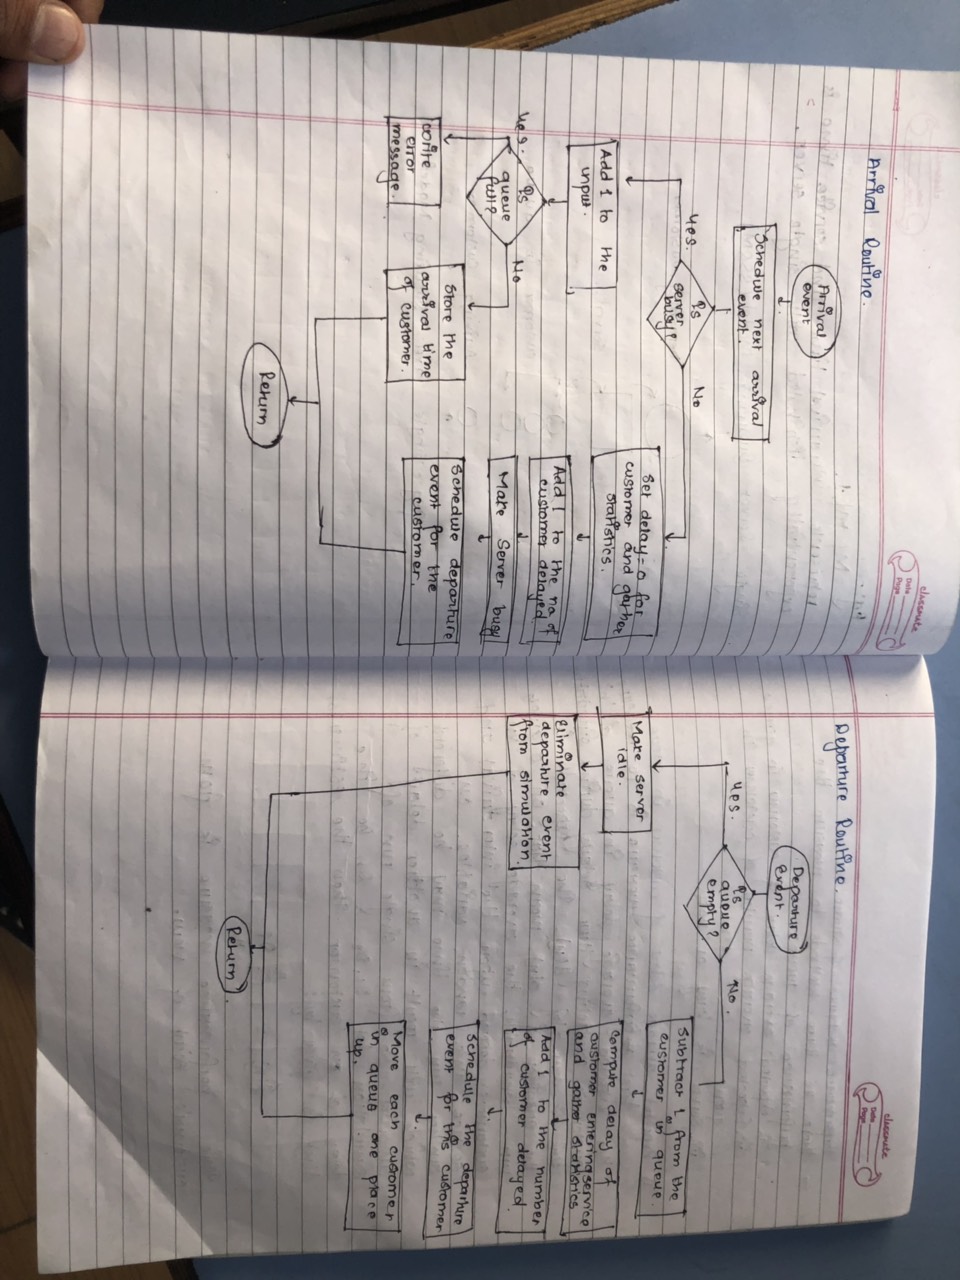 classmate
Date
Page
Arrival Routine.
Arrival
event
Schedule next arrival
event.
Is
server
busy?
Yes.
No
Add 1 to the
input.
Is
queue
full?
Yes.
No
Write
error
message.
Store the
arrival time
of customer.
Set delay = 0 for
customer and gather
statistics.
Add 1 to the no of
customer delayed
Make Server busy
Schedule departure
event for the
customer.
Return
classmate
Date
Page
Departure Routine.
Departure
Event.
Is
queue
empty?
Yes.
No.
Make server
idle.
Eliminate
departure event
from simulation.
Subtract 1 from the
customer in queue.
Compute delay of
customer entering service
and gather statistics
Add 1 to the number
of customer delayed.
Schedule the departure
event for this customer
Move each customer
in queue one place
up.
Return